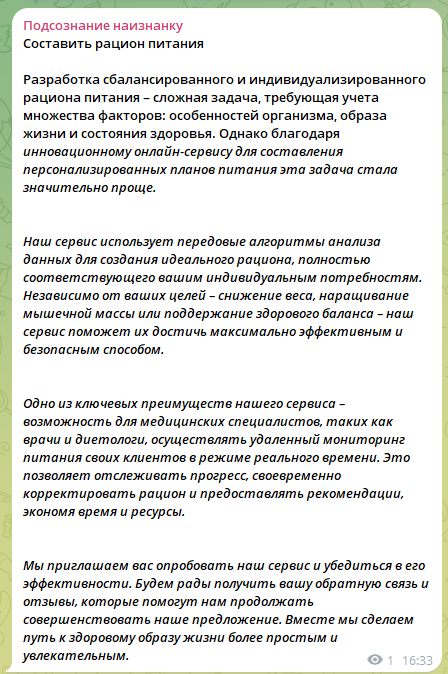 Подсознание наизнанку
Составить рацион питания
Разработка сбалансированного и индивидуализированного
рациона питания – сложная задача, требующая учета
множества факторов: особенностей организма, образа
жизни и состояния здоровья. Однако благодаря
инновационному онлайн-сервису для составления
персонализированных планов питания эта задача стала
значительно проще.
Наш сервис использует передовые алгоритмы анализа
данных для создания идеального рациона, полностью
соответствующего вашим индивидуальным потребностям.
Независимо от ваших целей – снижение веса, наращивание
мышечной массы или поддержание здорового баланса – наш
сервис поможет их достичь максимально эффективным и
безопасным способом.
Одно из ключевых преимуществ нашего сервиса –
возможность для медицинских специалистов, таких как
врачи и диетологи, осуществлять удаленный мониторинг
питания своих клиентов в режиме реального времени. Это
позволяет отслеживать прогресс, своевременно
корректировать рацион и предоставлять рекомендации,
экономя время и ресурсы.
Мы приглашаем вас опробовать наш сервис и убедиться в его
эффективности. Будем рады получить вашу обратную связь и
отзывы, которые помогут нам продолжать
совершенствовать наше предложение. Вместе мы сделаем
путь к здоровому образу жизни более простым и
увлекательным.
1 16:33